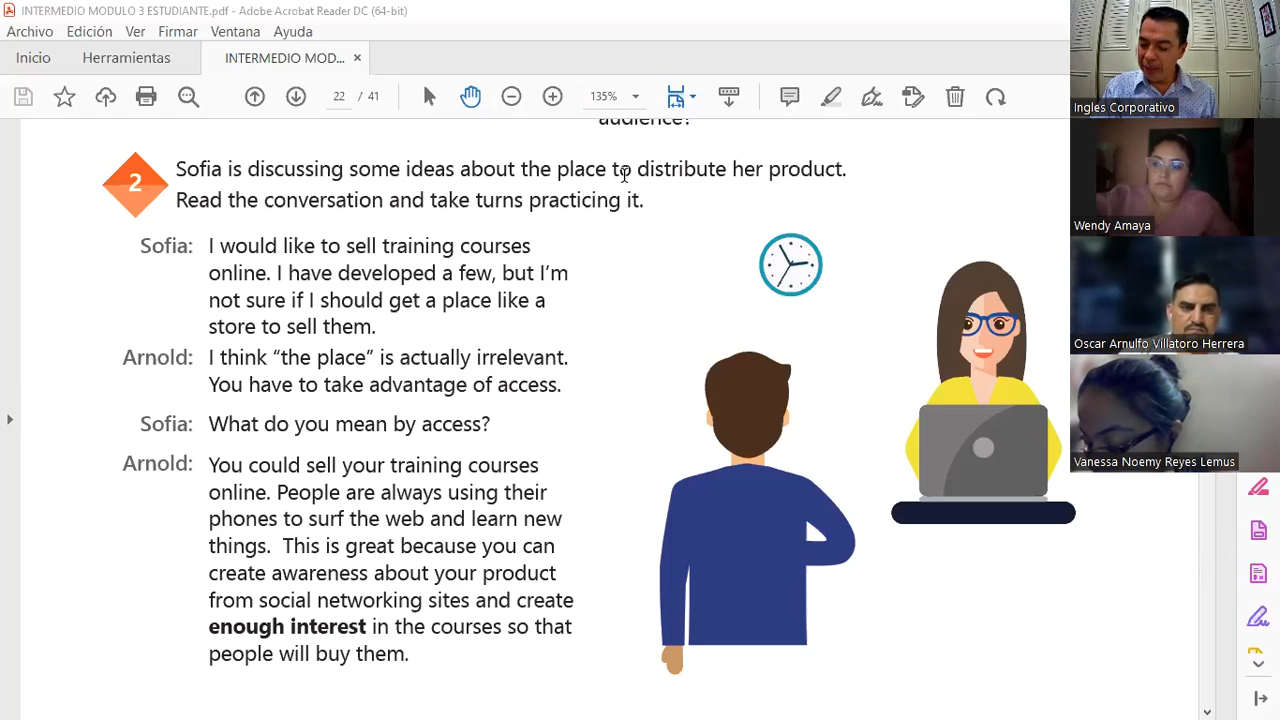 INTERMEDIO MODULO 3 ESTUDIANTE.pdf - Adobe Acrobat Reader DC (64-bit)
Archivo Edición Ver Firmar Ventana Ayuda
Inicio Herramientas INTERMEDIO MOD... ×
22 / 41 135%
audience?
2
Sofia is discussing some ideas about the place to distribute her product.
Read the conversation and take turns practicing it.
Sofia: I would like to sell training courses
online. I have developed a few, but I'm
not sure if I should get a place like a
store to sell them.
Arnold: I think “the place” is actually irrelevant.
You have to take advantage of access.
Sofia: What do you mean by access?
Arnold: You could sell your training courses
online. People are always using their
phones to surf the web and learn new
things. This is great because you can
create awareness about your product
from social networking sites and create
enough interest in the courses so that
people will buy them.
Ingles Corporativo
Wendy Amaya
Oscar Arnulfo Villatoro Herrera
Vanessa Noemy Reyes Lemus